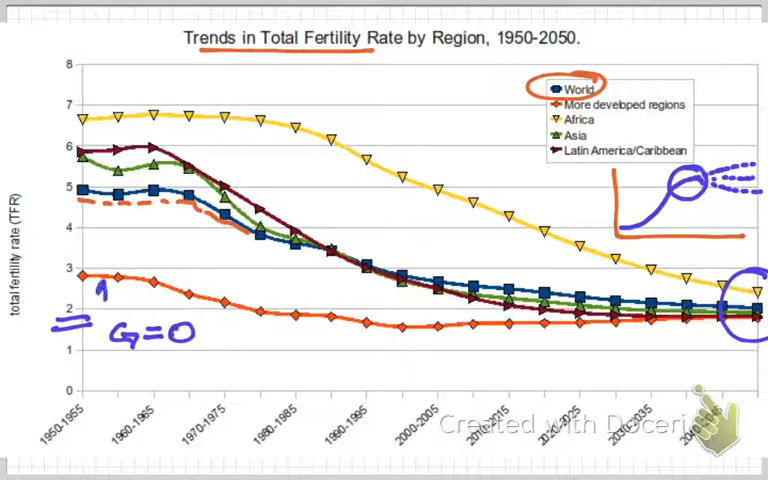 Trends in Total Fertility Rate by Region, 1950-2050.
8
7
6
5
4
3
2
1
0
total fertility rate (TFR)
World
More developed regions
Africa
Asia
Latin America/Caribbean
G=0
1950-1955
1960-1965
1970-1975
1980-1985
1990-1995
2000-2005
2010-2015
2020-2025
2030-2035
Created with Doceri